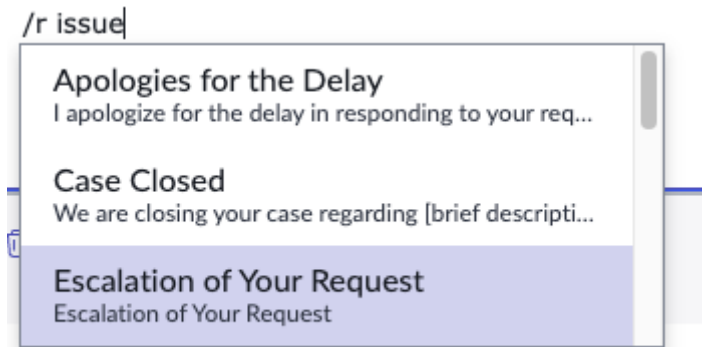 /r issue
Apologies for the Delay
I apologize for the delay in responding to your req...
Case Closed
We are closing your case regarding [brief descripti...
Escalation of Your Request
Escalation of Your Request